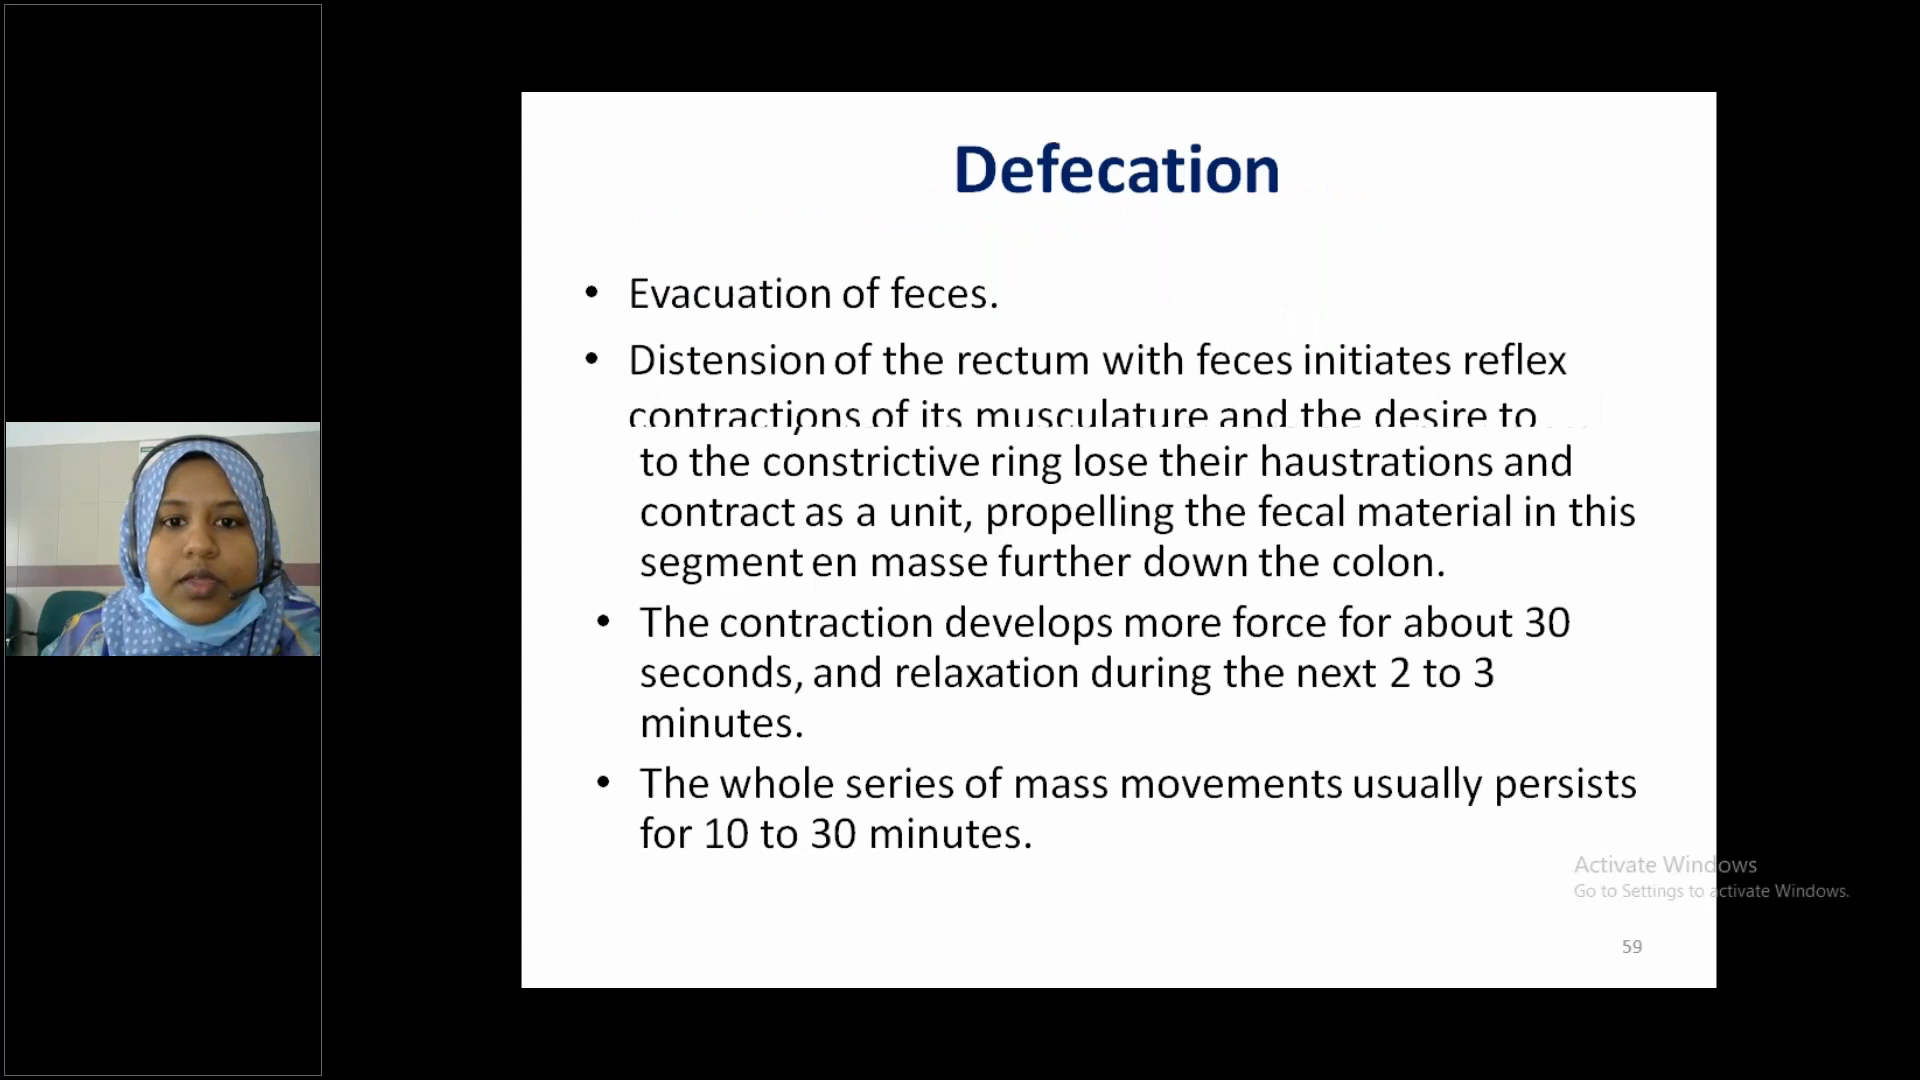 Defecation
• Evacuation of feces.
• Distension of the rectum with feces initiates reflex
contractions of its musculature and the desire to
to the constrictive ring lose their haustrations and
contract as a unit, propelling the fecal material in this
segment en masse further down the colon.
• The contraction develops more force for about 30
seconds, and relaxation during the next 2 to 3
minutes.
• The whole series of mass movements usually persists
for 10 to 30 minutes.
Activate Windows
Go to Settings to activate Windows.
59